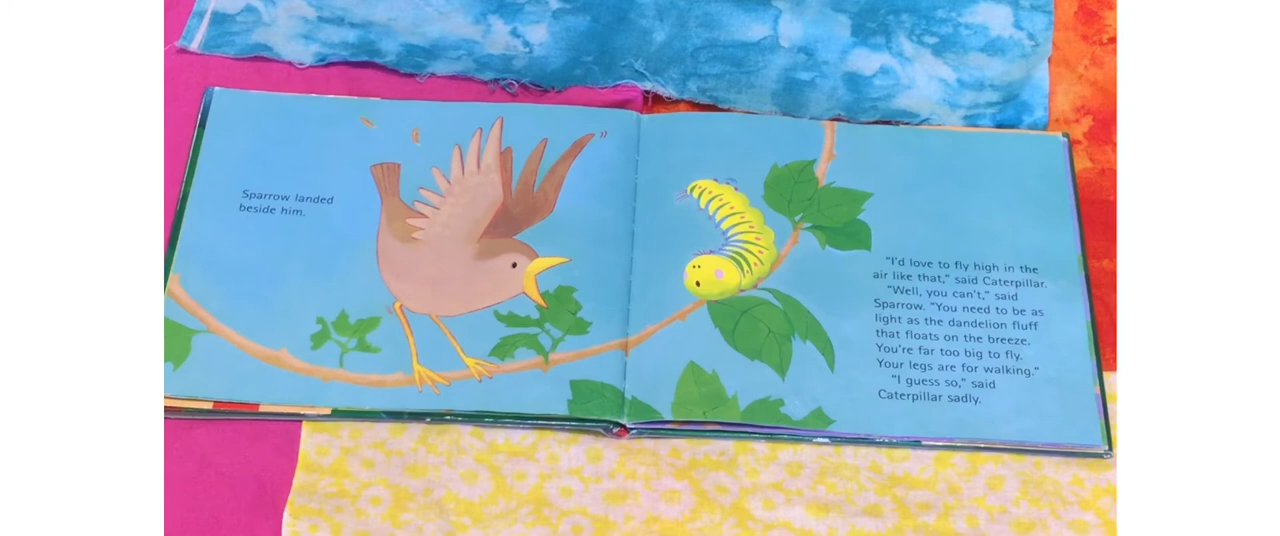 Sparrow landed
beside him.
"I'd love to fly high in the
air like that," said Caterpillar.
"Well, you can't," said
Sparrow. "You need to be as
light as the dandelion fluff
that floats on the breeze.
You're far too big to fly.
Your legs are for walking."
"I guess so," said
Caterpillar sadly.